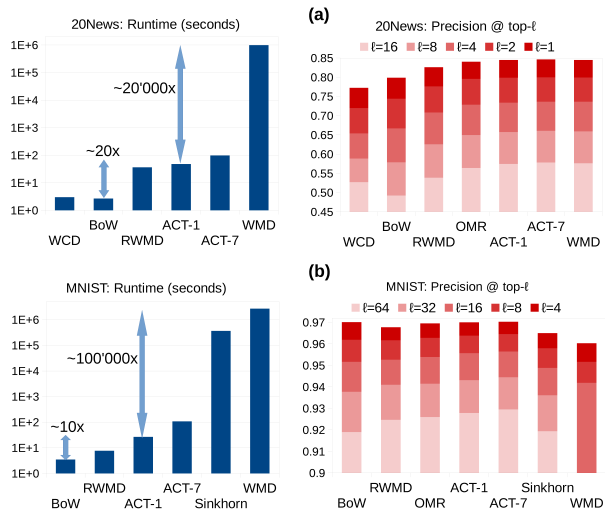 (a)
20News: Runtime (seconds)
1E+6
1E+5
1E+4
1E+3
1E+2
1E+1
1E+0
~20'000x
~20x
BoW
ACT-1
WMD
WCD
RWMD
ACT-7
20News: Precision @ top-ℓ
ℓ=16 ℓ=8 ℓ=4 ℓ=2 ℓ=1
0.85
0.80
0.75
0.70
0.65
0.60
0.55
0.50
0.45
BoW
OMR
ACT-7
WCD
RWMD
ACT-1
WMD
(b)
MNIST: Runtime (seconds)
1E+6
1E+5
1E+4
1E+3
1E+2
1E+1
1E+0
~100'000x
~10x
RWMD
ACT-7
WMD
BoW
ACT-1
Sinkhorn
MNIST: Precision @ top-ℓ
ℓ=64 ℓ=32 ℓ=16 ℓ=8 ℓ=4
0.97
0.96
0.95
0.94
0.93
0.92
0.91
0.9
RWMD
ACT-1
Sinkhorn
BoW
OMR
ACT-7
WMD